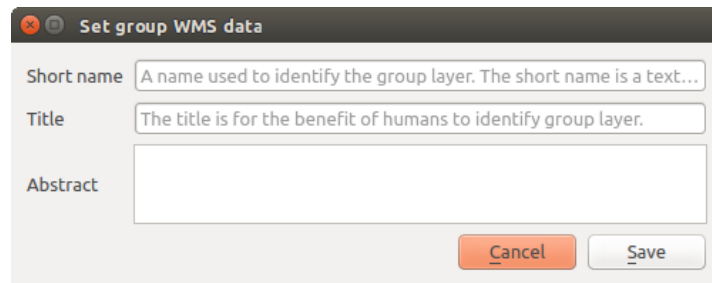 Set group WMS data
Short name A name used to identify the group layer. The short name is a text...
Title The title is for the benefit of humans to identify group layer.
Abstract
Cancel Save